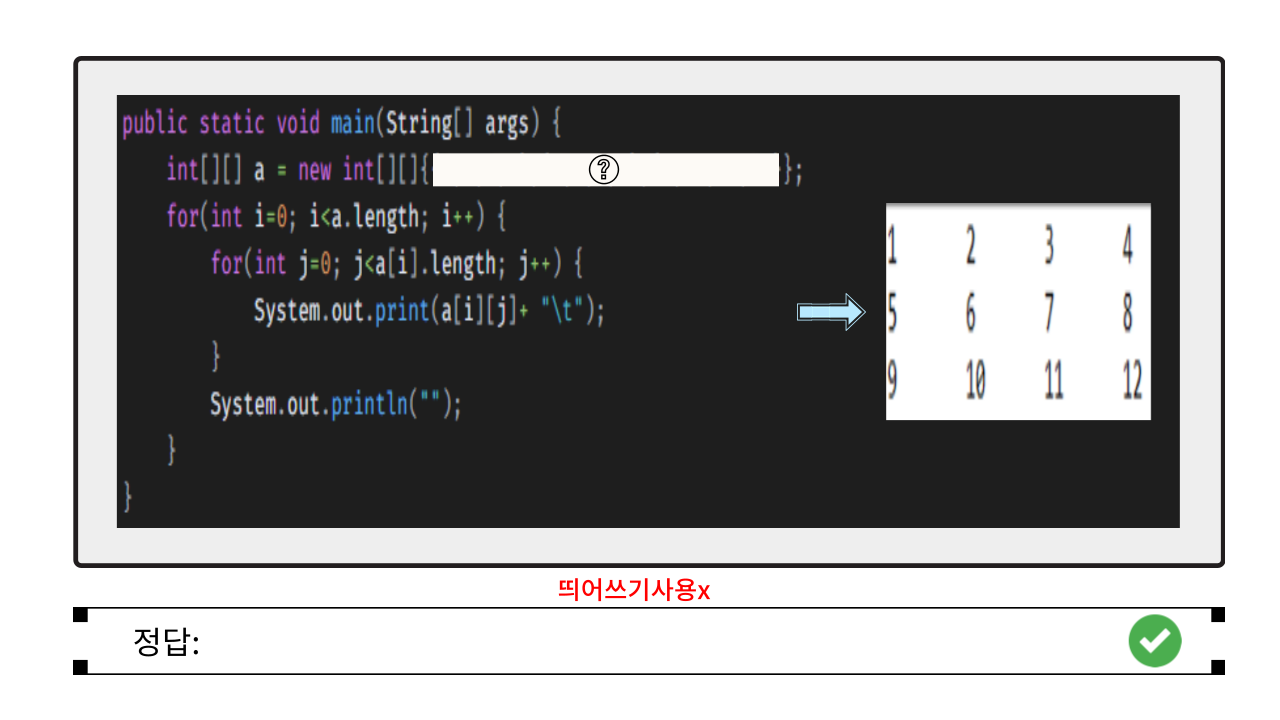 public static void main(String[] args) {
int[][] a = new int[][]{ ? };
for(int i=0; i<a.length; i++) {
for(int j=0; j<a[i].length; j++) {
System.out.print(a[i][j]+ "\t");
}
System.out.println("");
}
}
1 2 3 4
5 6 7 8
9 10 11 12
띄어쓰기사용x
정답: